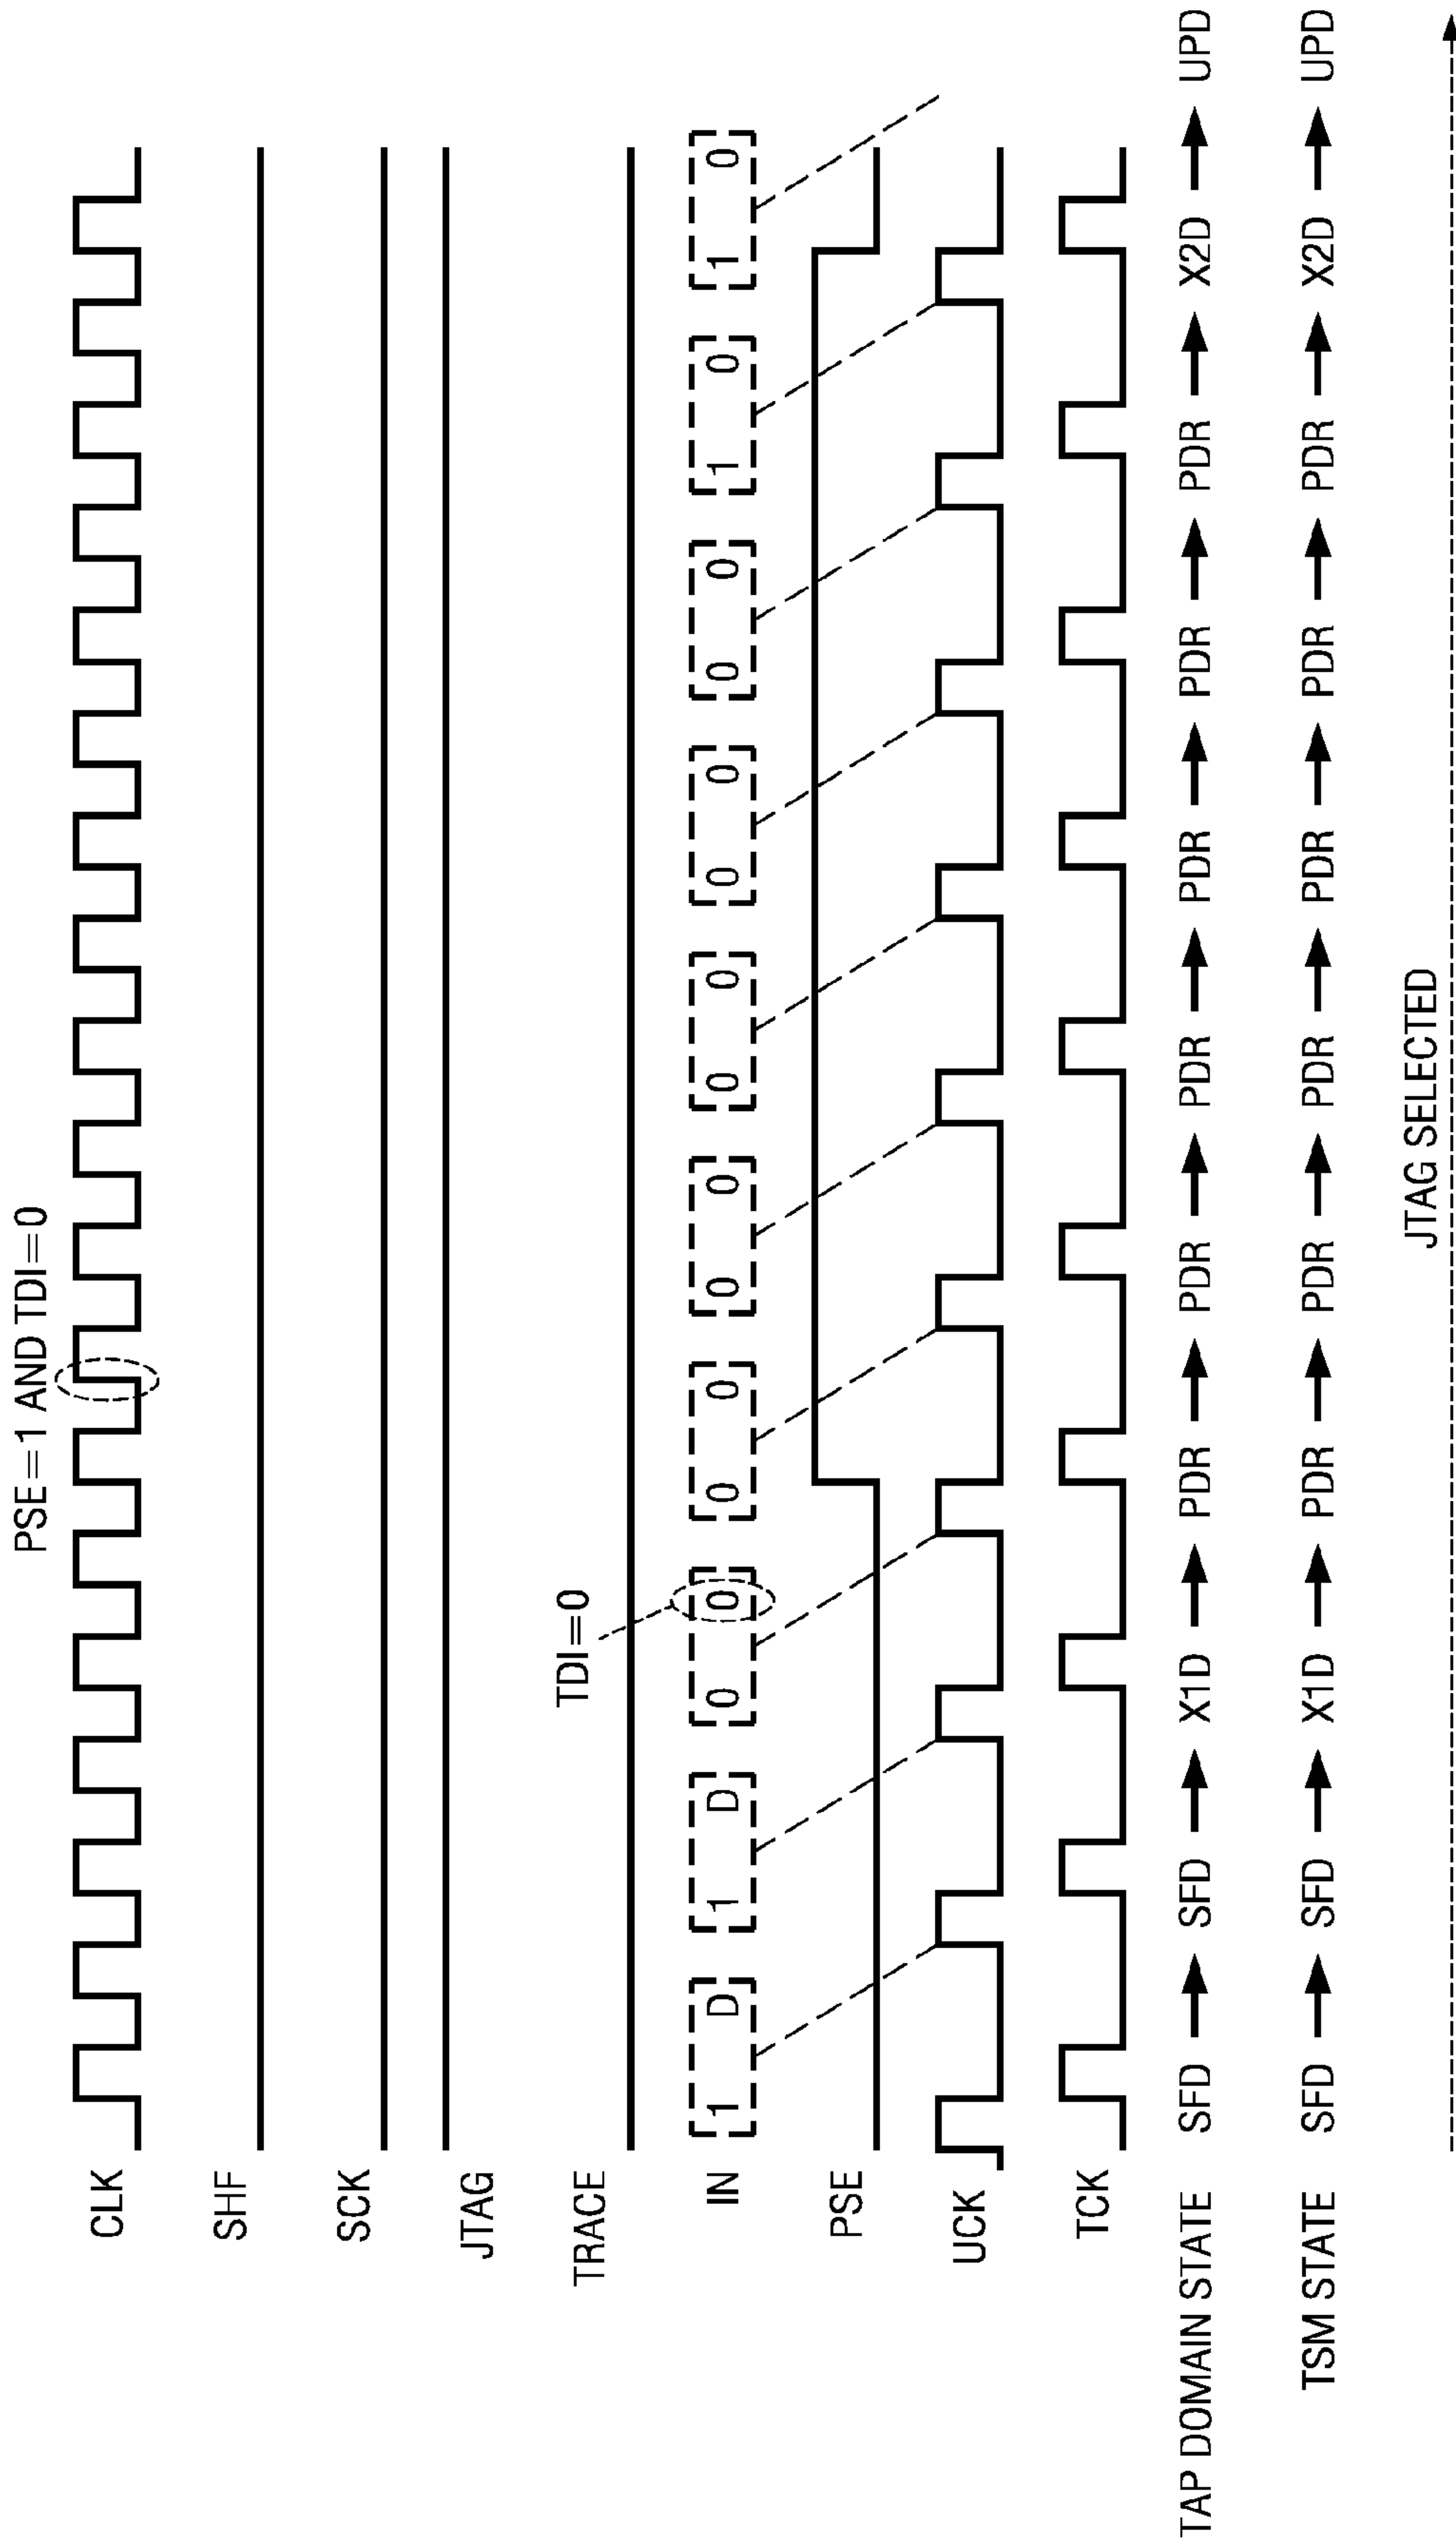 PSE=1 AND TDI=0
CLK
SHF
SCK
JTAG
TDI=0
TRACE
IN 1 D 1 D 0 0 0 0 0 0 0 0 0 0 0 0 1 0 1 0
PSE
UCK
TCK
TAP DOMAIN STATE SFD SFD X1D PDR PDR PDR PDR PDR PDR X2D UPD
TSM STATE SFD SFD X1D PDR PDR PDR PDR PDR PDR X2D UPD
JTAG SELECTED